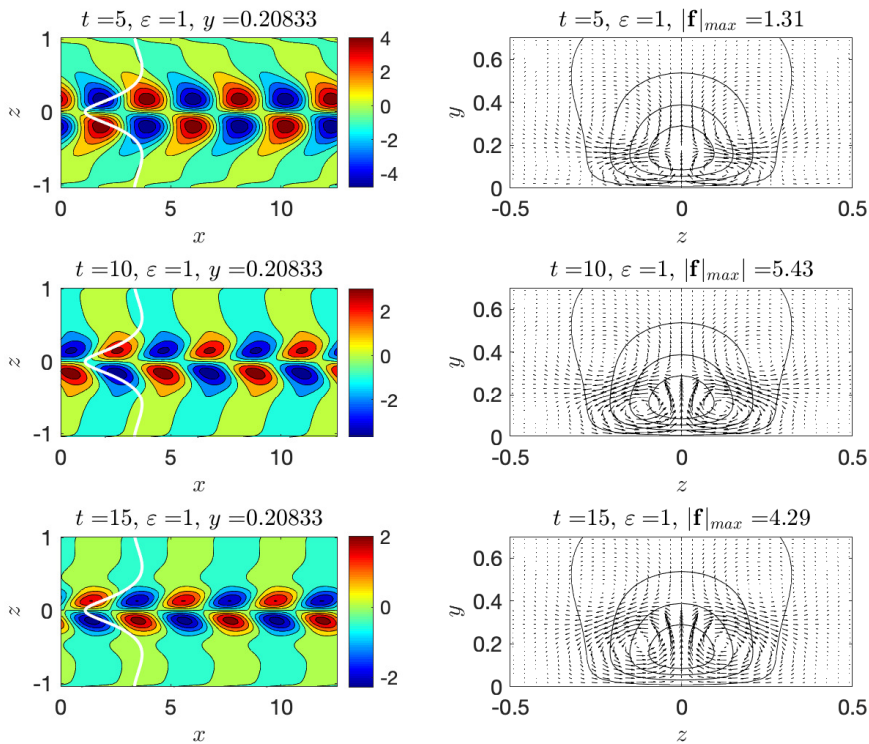 t =5, ε =1, y =0.20833
t =5, ε =1, |f|max =1.31
1
0
-1
z
0
5
10
x
4
2
0
-2
-4
0.6
0.4
0.2
0
y
-0.5
0
0.5
z
t =10, ε =1, y =0.20833
t =10, ε =1, |f|max| =5.43
1
0
-1
z
0
5
10
x
2
0
-2
0.6
0.4
0.2
0
y
-0.5
0
0.5
z
t =15, ε =1, y =0.20833
t =15, ε =1, |f|max =4.29
1
0
-1
z
0
5
10
x
2
1
0
-1
-2
0.6
0.4
0.2
0
y
-0.5
0
0.5
z